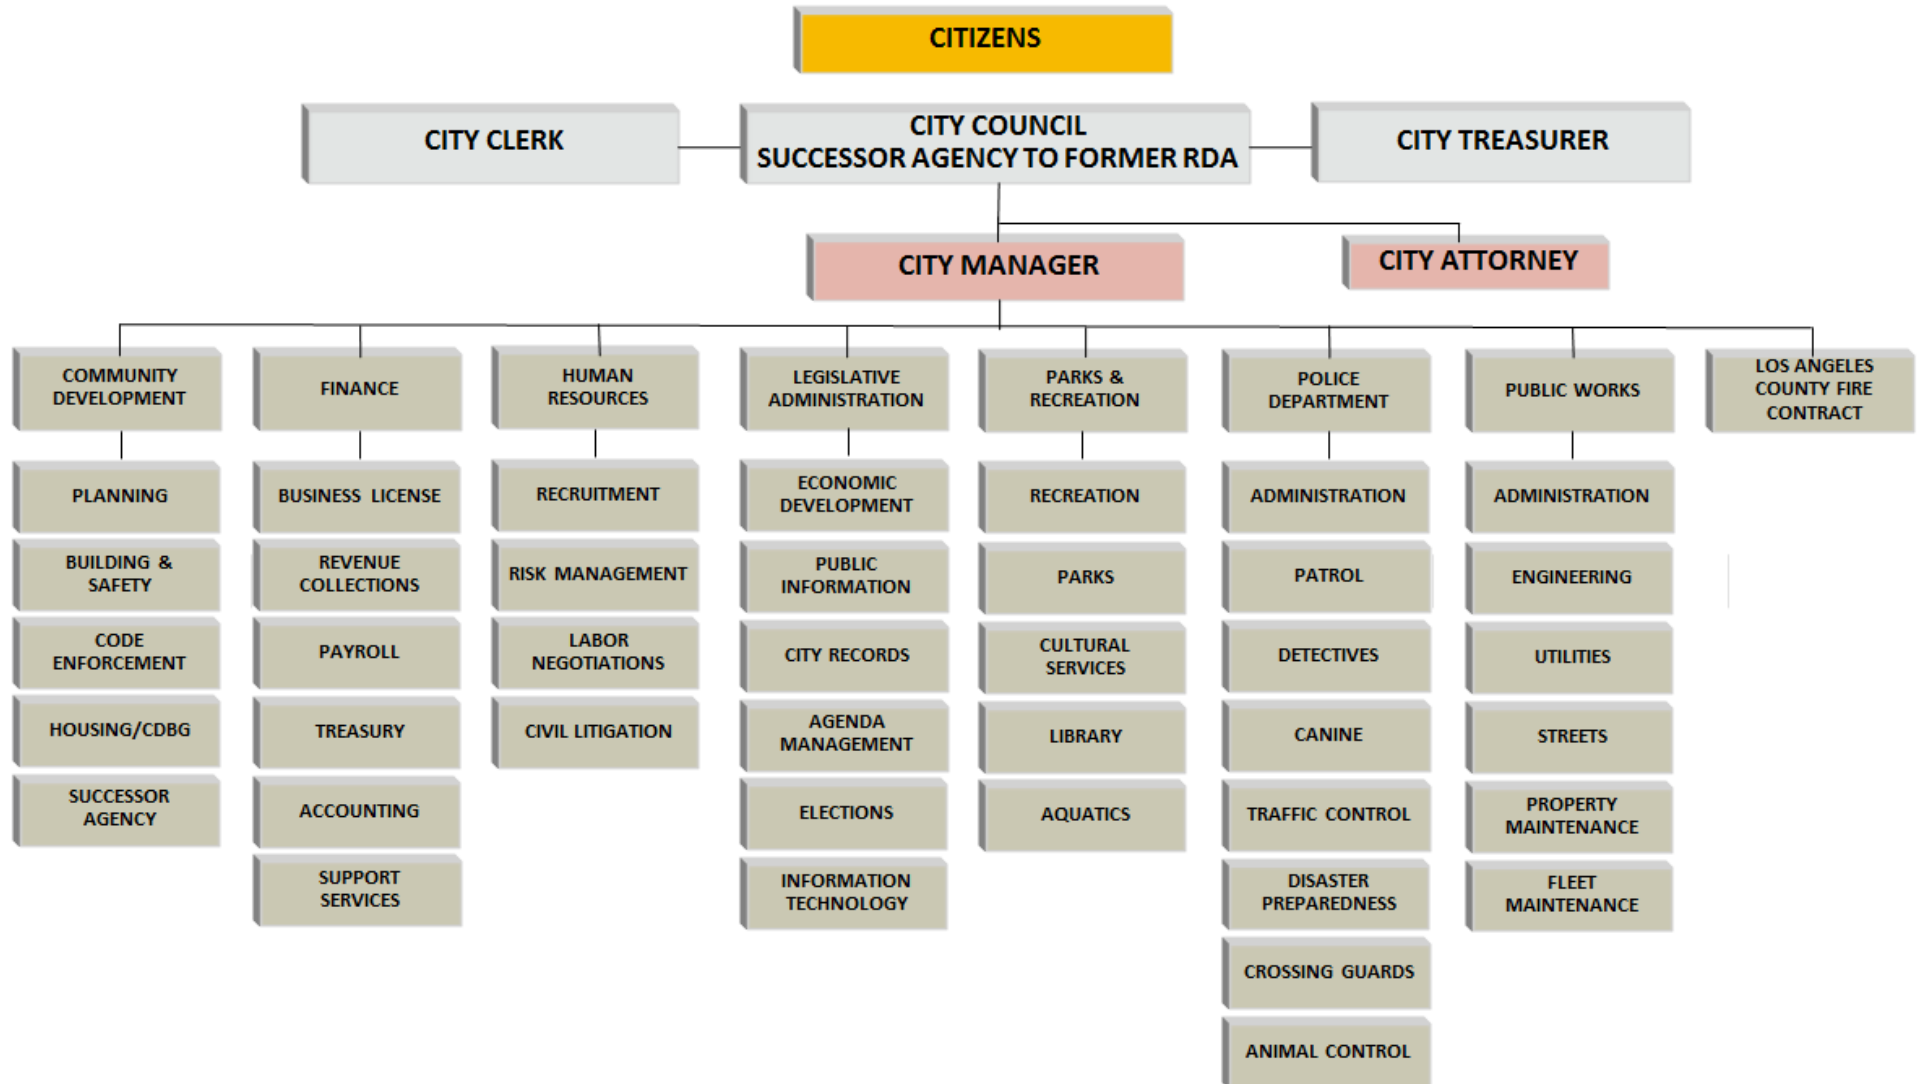 CITIZENS
CITY CLERK
CITY COUNCIL
SUCCESSOR AGENCY TO FORMER RDA
CITY TREASURER
CITY MANAGER
CITY ATTORNEY
COMMUNITY
DEVELOPMENT
FINANCE
HUMAN
RESOURCES
LEGISLATIVE
ADMINISTRATION
PARKS &
RECREATION
POLICE
DEPARTMENT
PUBLIC WORKS
LOS ANGELES
COUNTY FIRE
CONTRACT
PLANNING
BUILDING &
SAFETY
CODE
ENFORCEMENT
HOUSING/CDBG
SUCCESSOR
AGENCY
BUSINESS LICENSE
REVENUE
COLLECTIONS
PAYROLL
TREASURY
ACCOUNTING
SUPPORT
SERVICES
RECRUITMENT
RISK MANAGEMENT
LABOR
NEGOTIATIONS
CIVIL LITIGATION
ECONOMIC
DEVELOPMENT
PUBLIC
INFORMATION
CITY RECORDS
AGENDA
MANAGEMENT
ELECTIONS
INFORMATION
TECHNOLOGY
RECREATION
PARKS
CULTURAL
SERVICES
LIBRARY
AQUATICS
ADMINISTRATION
PATROL
DETECTIVES
CANINE
TRAFFIC CONTROL
DISASTER
PREPAREDNESS
CROSSING GUARDS
ANIMAL CONTROL
ADMINISTRATION
ENGINEERING
UTILITIES
STREETS
PROPERTY
MAINTENANCE
FLEET
MAINTENANCE